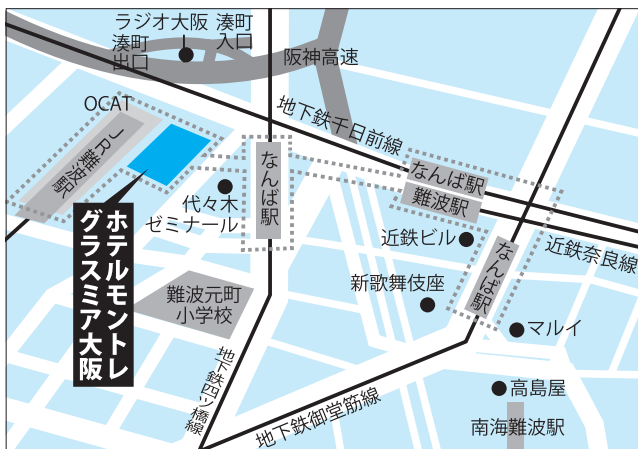 ラジオ大阪
湊町
入口
湊町
出口
阪神高速
OCAT
地下鉄千日前線
JR難波駅
なんば駅
なんば駅
難波駅
代々木
ゼミナール
近鉄ビル
なんば駅
近鉄奈良線
ホテルモントレ
グラスミア大阪
難波元町
小学校
新歌舞伎座
マルイ
地下鉄四ツ橋線
地下鉄御堂筋線
高島屋
南海難波駅